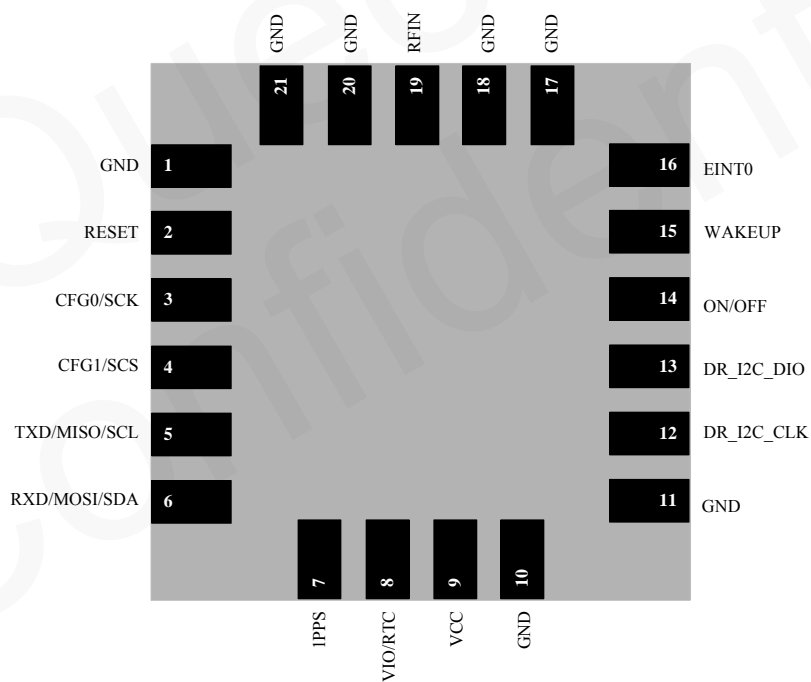 GND GND RFIN GND GND
21 20 19 18 17
GND 1
RESET 2
CFG0/SCK 3
CFG1/SCS 4
TXD/MISO/SCL 5
RXD/MOSI/SDA 6
16 EINT0
15 WAKEUP
14 ON/OFF
13 DR_I2C_DIO
12 DR_I2C_CLK
11 GND
7 8 9 10
1PPS VIO/RTC VCC GND